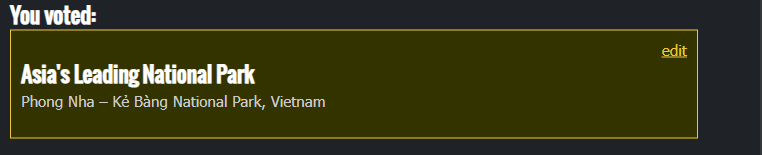 You voted:
edit
Asia's Leading National Park
Phong Nha – Kẻ Bàng National Park, Vietnam